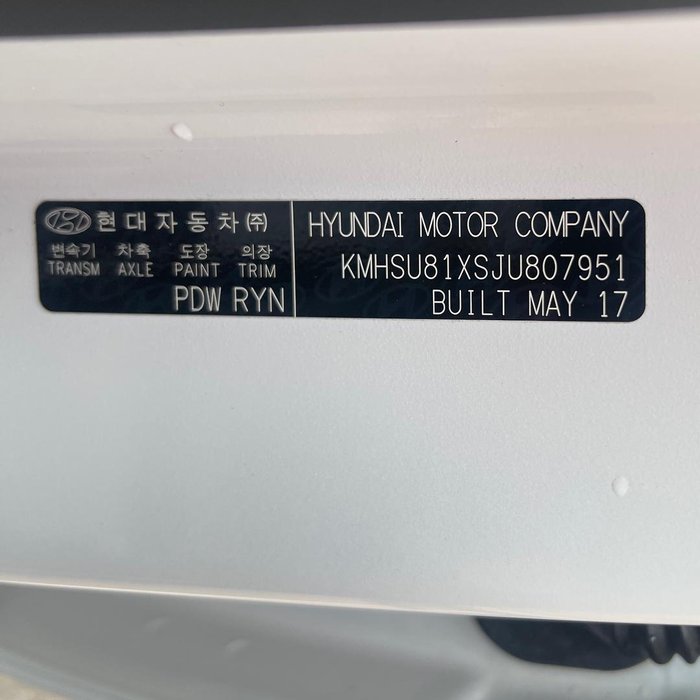 현대자동차(주)
변속기 차축 도장 의장
TRANSM AXLE PAINT TRIM
PDW RYN
HYUNDAI MOTOR COMPANY
KMHSU81XSJU807951
BUILT MAY 17